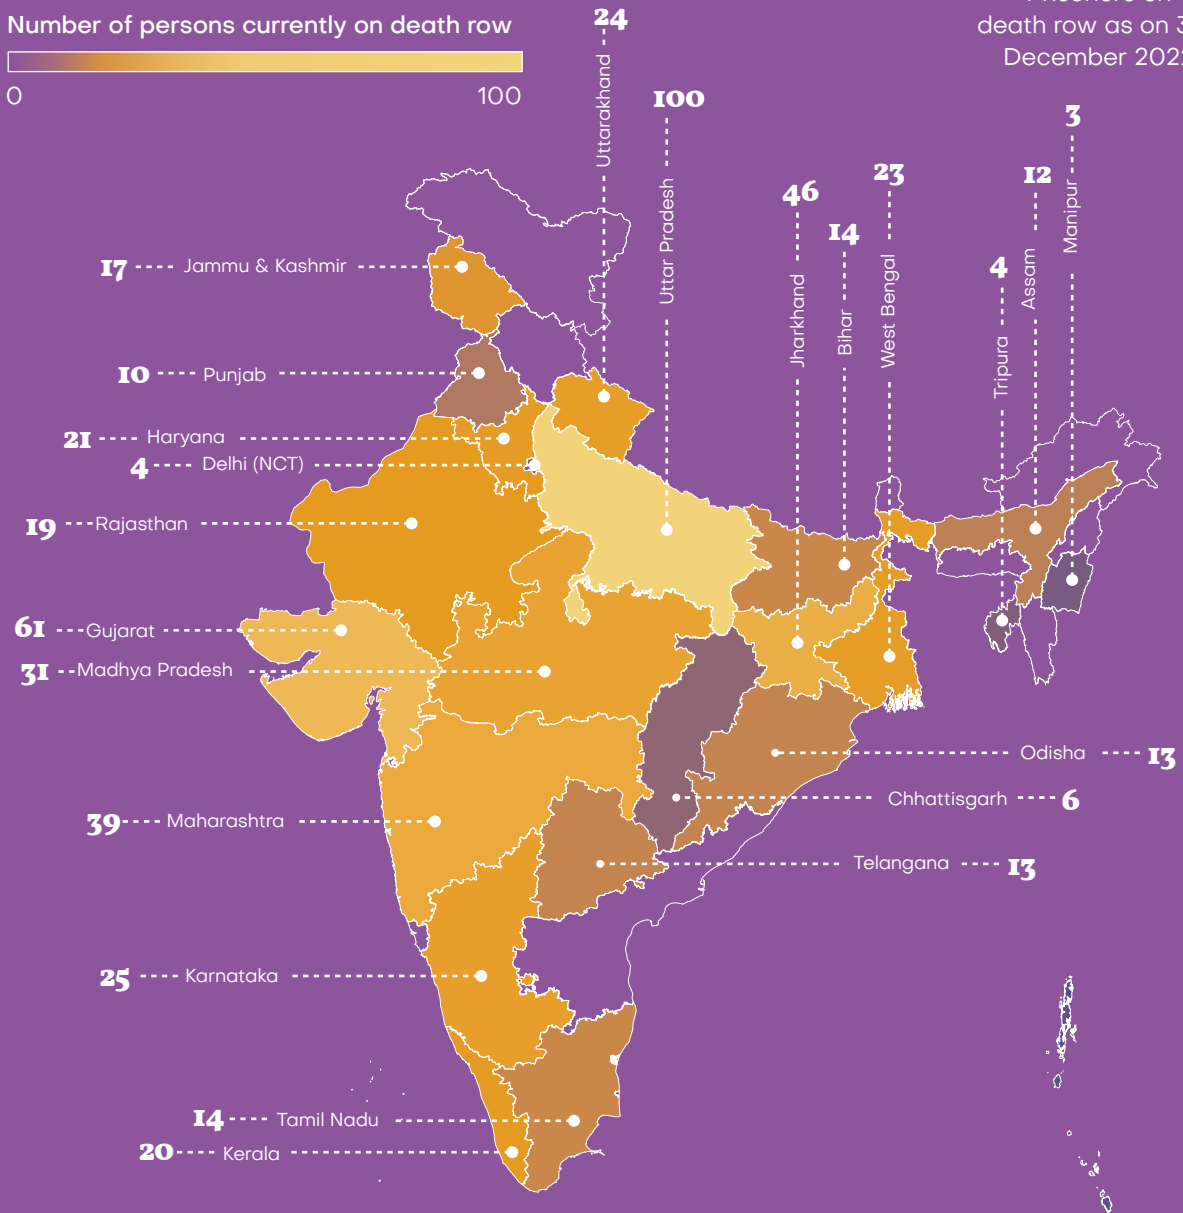 Number of persons currently on death row
0
100
death row as on 3
December 202
24
Uttarakhand
100
Uttar Pradesh
46
Jharkhand
14
Bihar
23
West Bengal
4
Tripura
12
Assam
3
Manipur
17
Jammu & Kashmir
10
Punjab
21
Haryana
4
Delhi (NCT)
19
Rajasthan
61
Gujarat
31
Madhya Pradesh
Odisha
13
Chhattisgarh
6
39
Maharashtra
Telangana
13
25
Karnataka
14
Tamil Nadu
20
Kerala